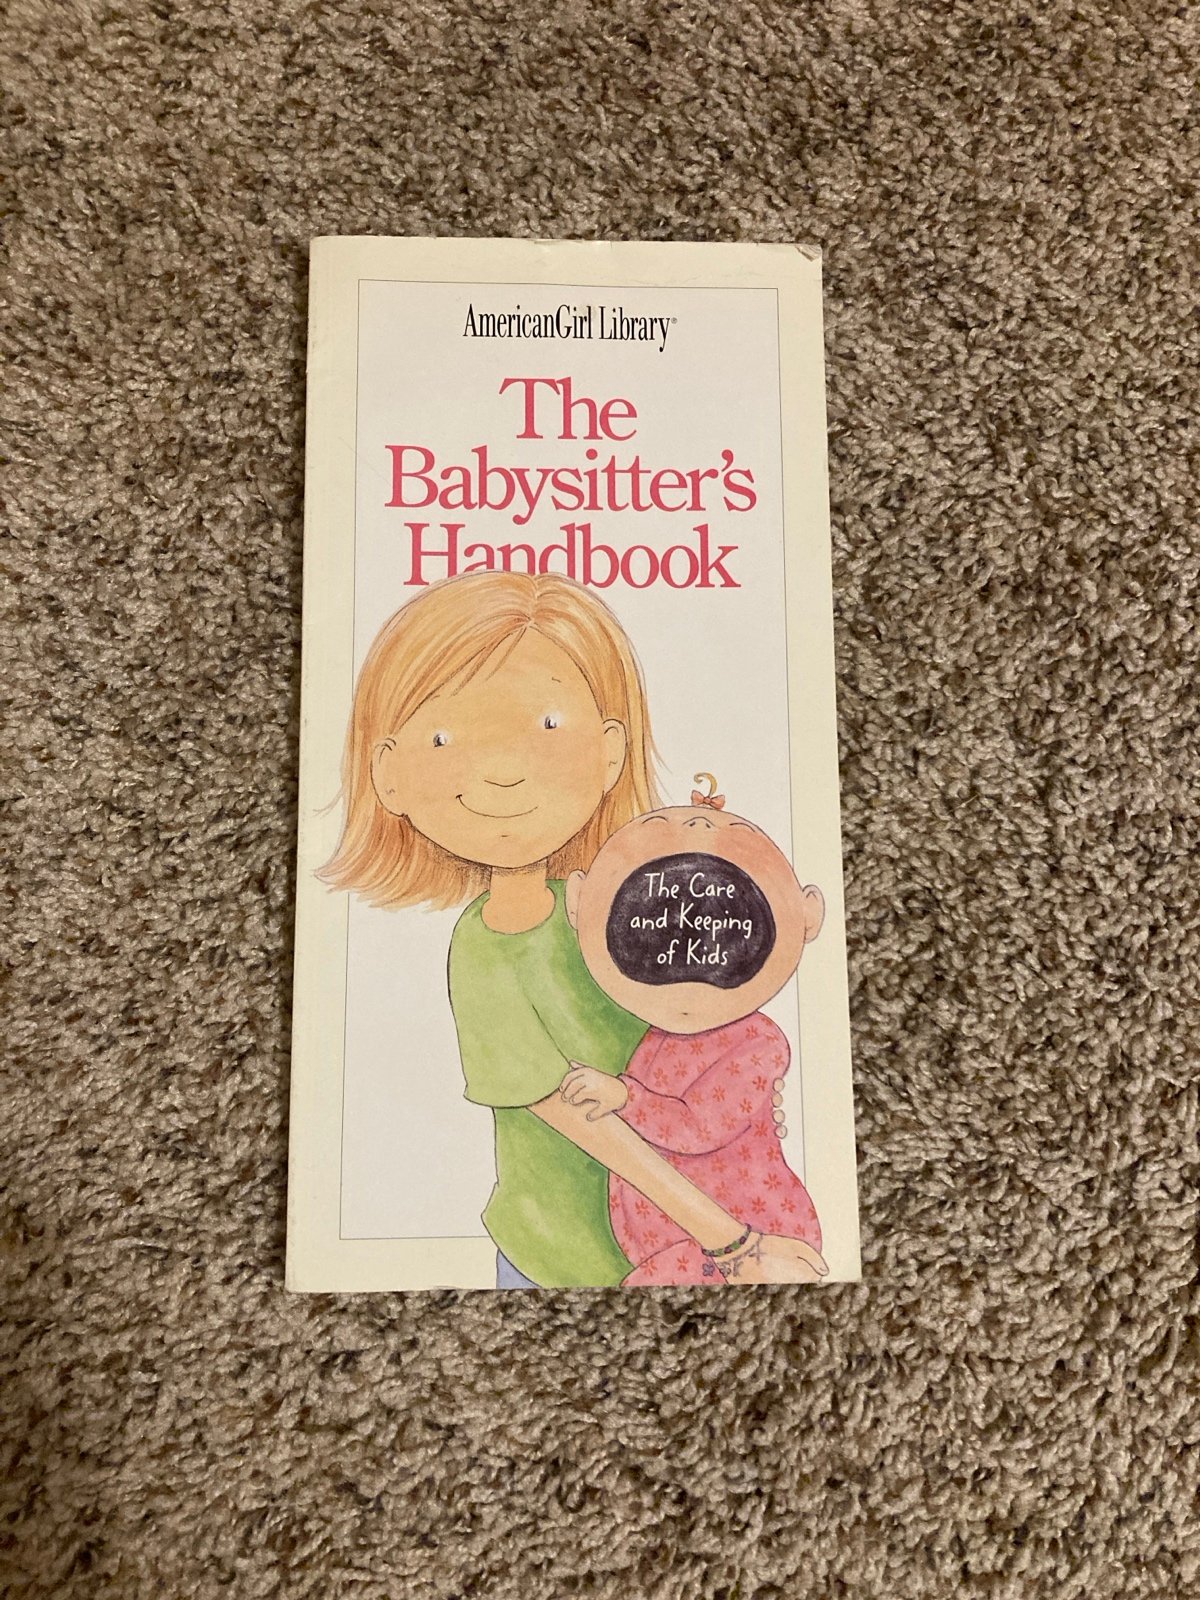 AmericanGirl Library®
The
Babysitter's
Handbook
The Care
and Keeping
of Kids